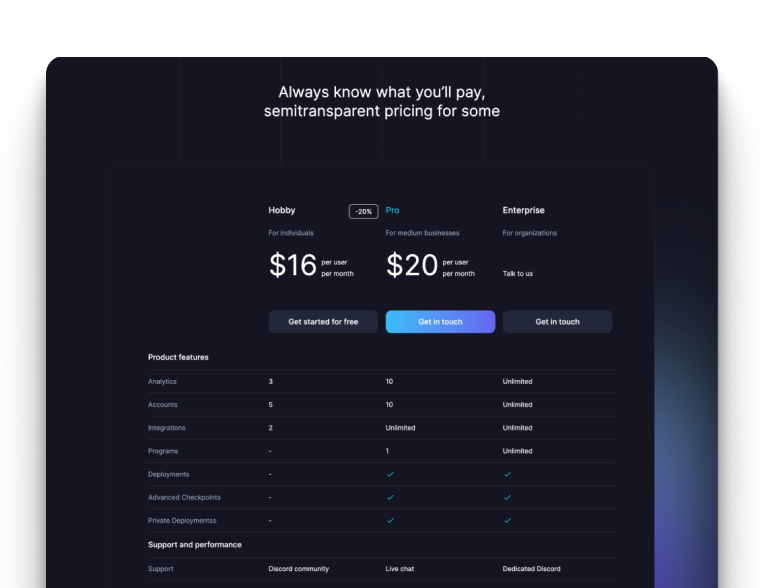 Always know what you'll pay,
semitransparent pricing for some
Hobby -20% Pro Enterprise
For individuals For medium businesses For organizations
$16 per user per month $20 per user per month Talk to us
Get started for free Get in touch Get in touch
Product features
Analytics 3 10 Unlimited
Accounts 5 10 Unlimited
Integrations 2 Unlimited Unlimited
Programs - 1 Unlimited
Deployments - ✓ ✓
Advanced Checkpoints - ✓ ✓
Private Deploymentss - ✓ ✓
Support and performance
Support Discord community Live chat Dedicated Discord